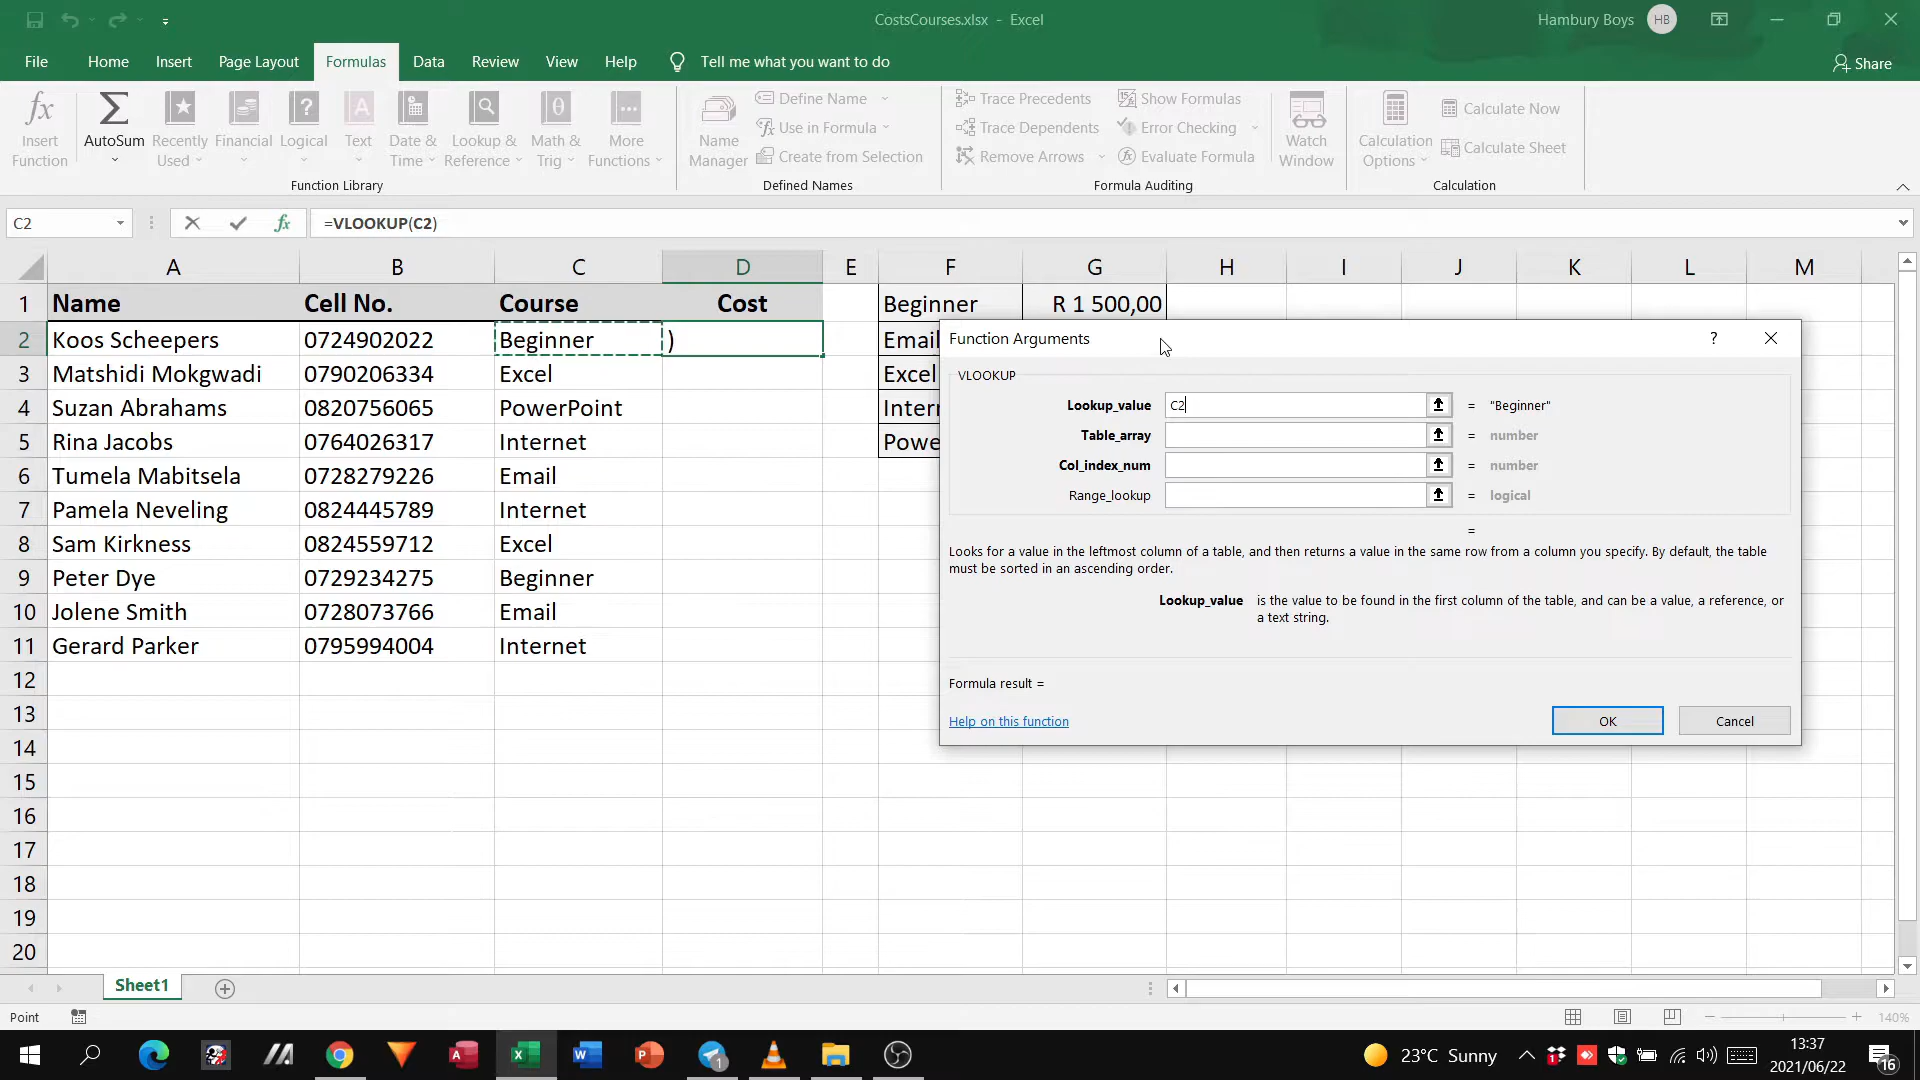 CostsCourses.xlsx - Excel
Hambury Boys
HB
File
Home
Insert
Page Layout
Formulas
Data
Review
View
Help
Tell me what you want to do
Share
fx
Insert
Function
AutoSum
Recently
Used
Financial
Logical
Text
Date &
Time
Lookup &
Reference
Math &
Trig
More
Functions
Function Library
Name
Manager
Define Name
Use in Formula
Create from Selection
Defined Names
Trace Precedents
Trace Dependents
Remove Arrows
Show Formulas
Error Checking
Evaluate Formula
Watch
Window
Formula Auditing
Calculation
Options
Calculate Now
Calculate Sheet
Calculation
C2
fx
=VLOOKUP(C2)
A B C D E F G H I J K L M
1 Name Cell No. Course Cost Beginner R 1 500,00
2 Koos Scheepers 0724902022 Beginner ) Email
3 Matshidi Mokgwadi 0790206334 Excel Excel
4 Suzan Abrahams 0820756065 PowerPoint Intern
5 Rina Jacobs 0764026317 Internet Powe
6 Tumela Mabitsela 0728279226 Email
7 Pamela Neveling 0824445789 Internet
8 Sam Kirkness 0824559712 Excel
9 Peter Dye 0729234275 Beginner
10 Jolene Smith 0728073766 Email
11 Gerard Parker 0795994004 Internet
12
13
14
15
16
17
18
19
20
Function Arguments
?
VLOOKUP
Lookup_value C2 = "Beginner"
Table_array = number
Col_index_num = number
Range_lookup = logical
=
Looks for a value in the leftmost column of a table, and then returns a value in the same row from a column you specify. By default, the table
must be sorted in an ascending order.
Lookup_value is the value to be found in the first column of the table, and can be a value, a reference, or
a text string.
Formula result =
Help on this function
OK
Cancel
Sheet1
Point
140%
23°C Sunny
13:37
2021/06/22
16